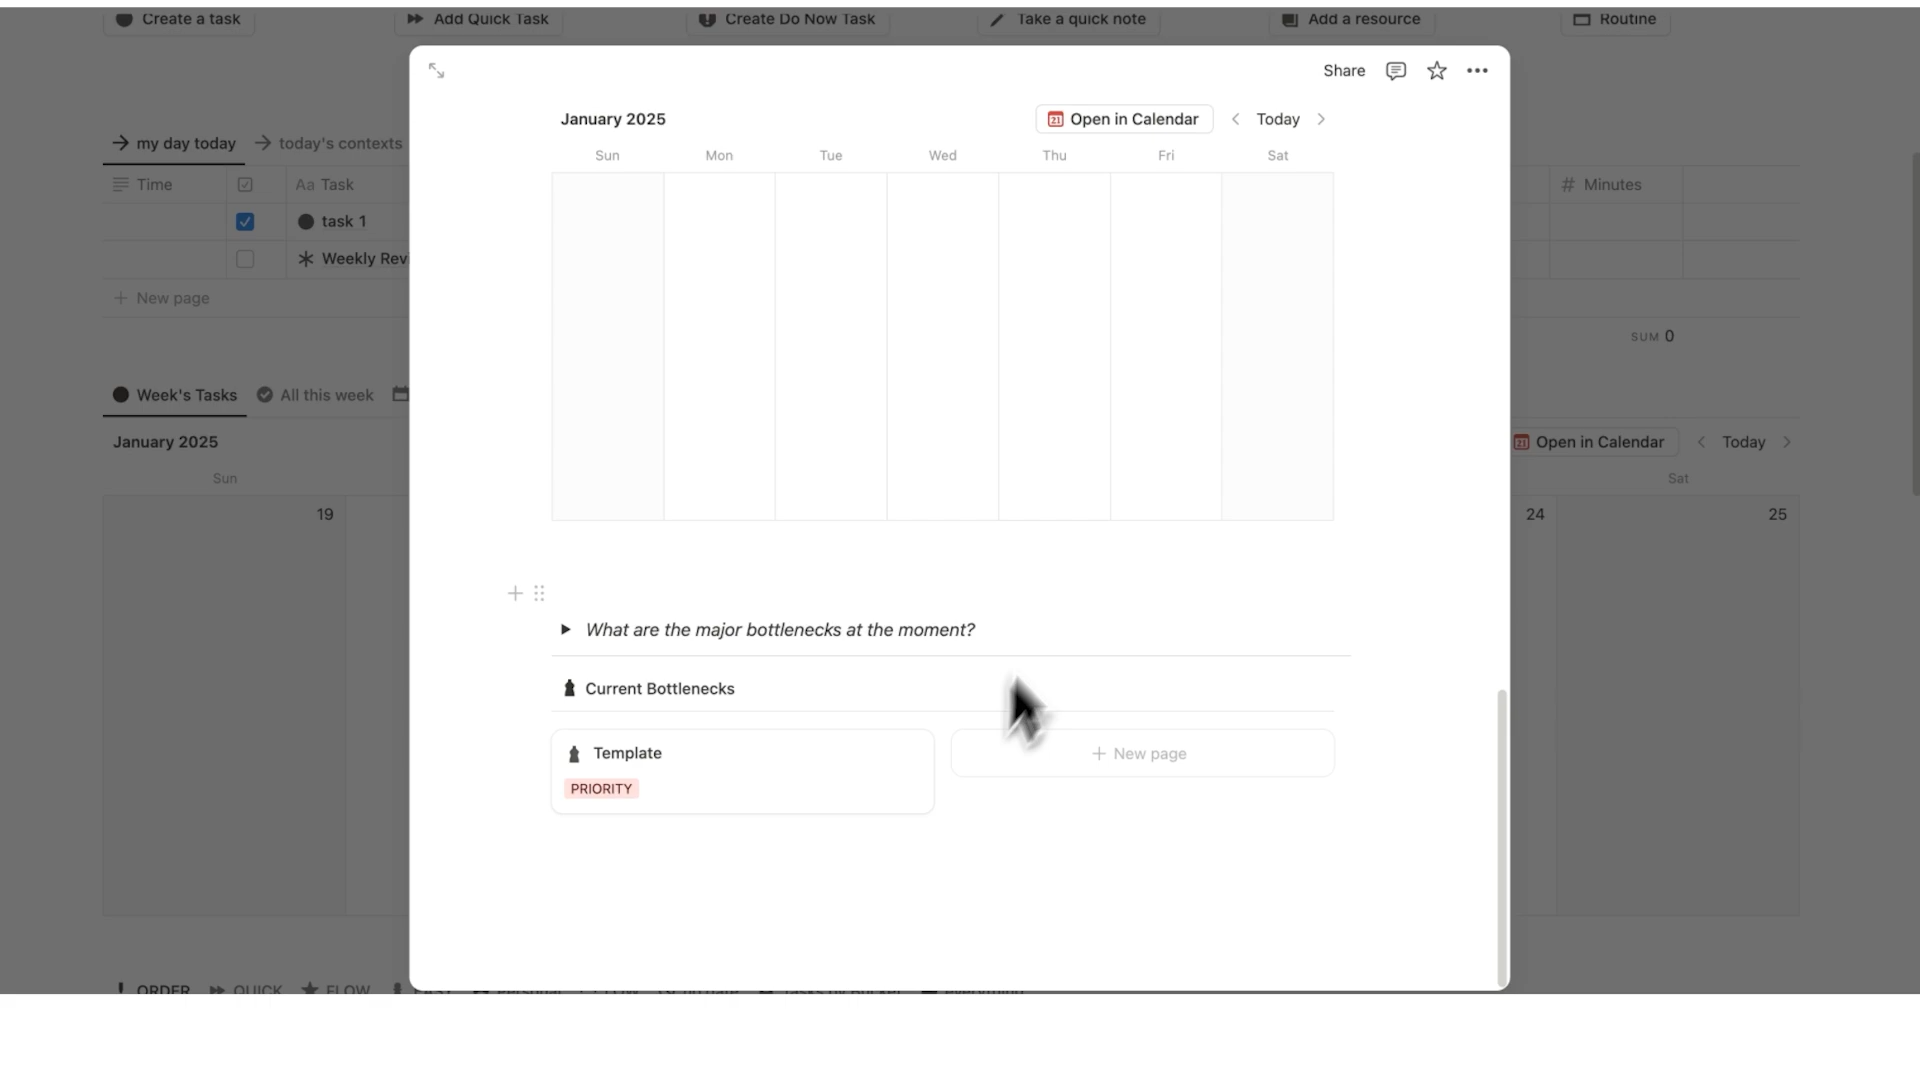 Create a task
Add Quick Task
Create Do Now Task
Take a quick note
Add a resource
Routine
Share
January 2025
Open in Calendar
Today
Sun Mon Tue Wed Thu Fri Sat
my day today
today's contexts
Time
Aa Task
# Minutes
task 1
Weekly Revi
+ New page
SUM 0
Week's Tasks
All this week
January 2025
Open in Calendar
Today
Sun
Sat
19
24
25
What are the major bottlenecks at the moment?
Current Bottlenecks
Template
PRIORITY
+ New page
ORDER
QUICK
FLOW